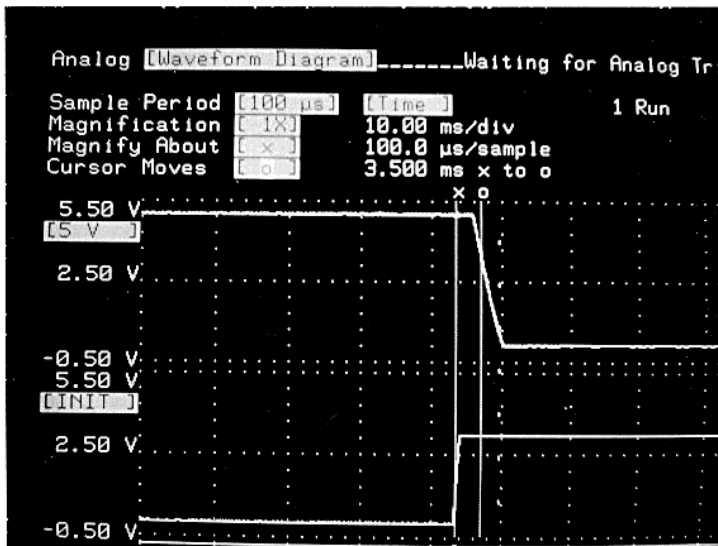 Analog [Waveform Diagram]_______Waiting for Analog Tr
Sample Period [100 µs] [Time ] 1 Run
Magnification [ 1X] 10.00 ms/div
Magnify About [ x ] 100.0 µs/sample
Cursor Moves [ o ] 3.500 ms x to o
x o
5.50 V
[5 V ]
2.50 V
-0.50 V
5.50 V
[INIT ]
2.50 V
-0.50 V